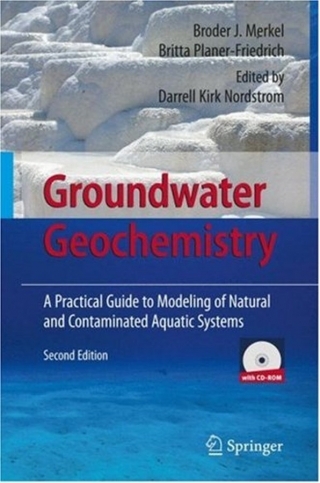 Broder J. Merkel
Britta Planer-Friedrich
Edited by
Darrell Kirk Nordstrom
Groundwater
Geochemistry
A Practical Guide to Modeling of Natural
and Contaminated Aquatic Systems
Second Edition
with CD-ROM
Springer